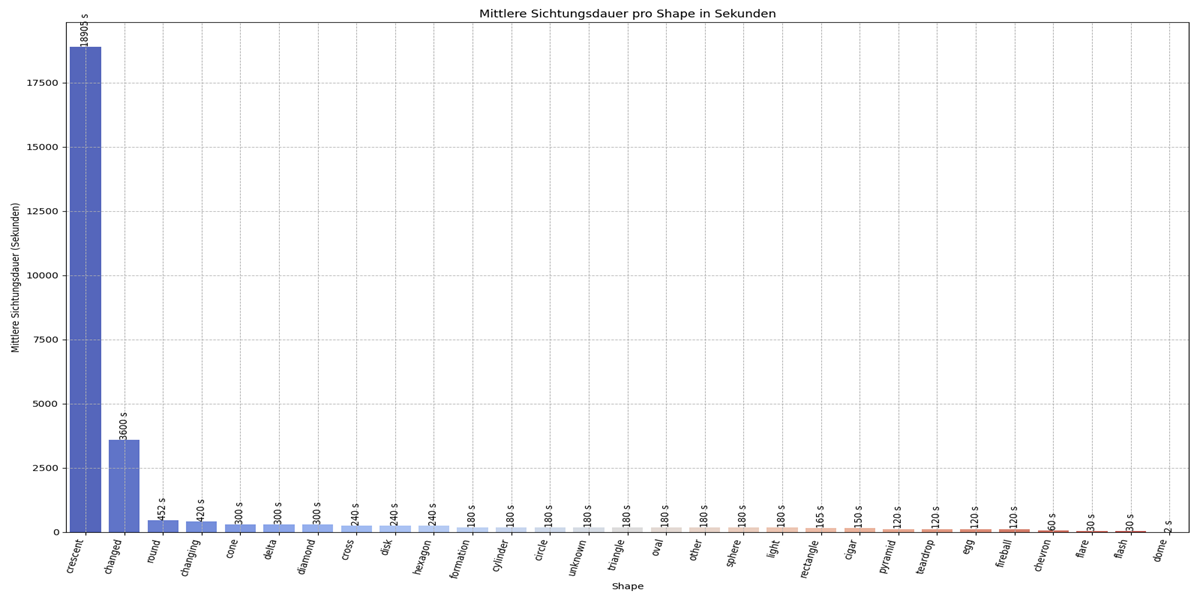 Mittlere Sichtungsdauer pro Shape in Sekunden
Mittlere Sichtungsdauer (Sekunden)
17500
15000
12500
10000
7500
5000
2500
0
18905 s
3600 s
452 s
420 s
300 s
300 s
300 s
240 s
240 s
240 s
180 s
180 s
180 s
180 s
180 s
180 s
180 s
180 s
180 s
165 s
150 s
120 s
120 s
120 s
120 s
60 s
30 s
30 s
2 s
crescent
changed
round
changing
cone
delta
diamond
cross
disk
hexagon
formation
cylinder
circle
unknown
triangle
oval
other
sphere
light
rectangle
cigar
pyramid
teardrop
egg
fireball
chevron
flare
flash
dome
Shape